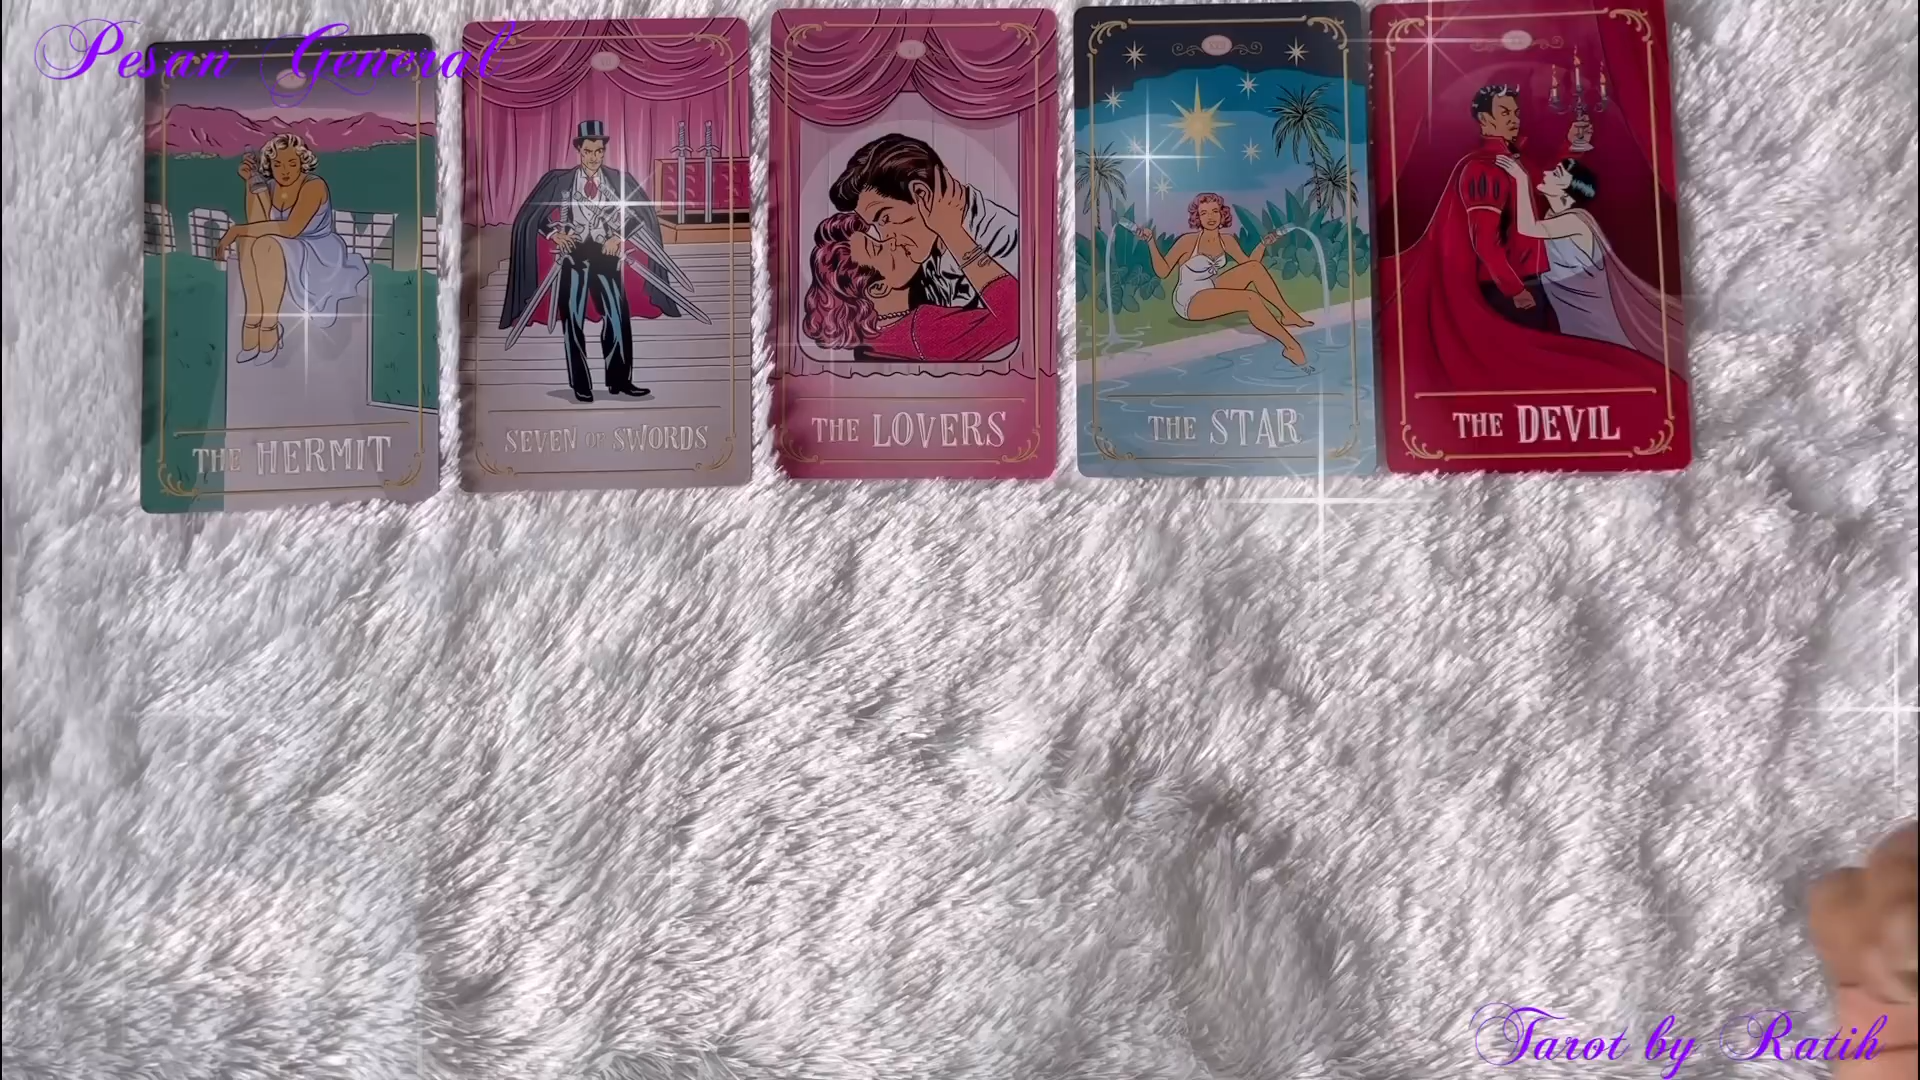 Pesan General
THE HERMIT
SEVEN OF SWORDS
THE LOVERS
THE STAR
THE DEVIL
Tarot by Ratih